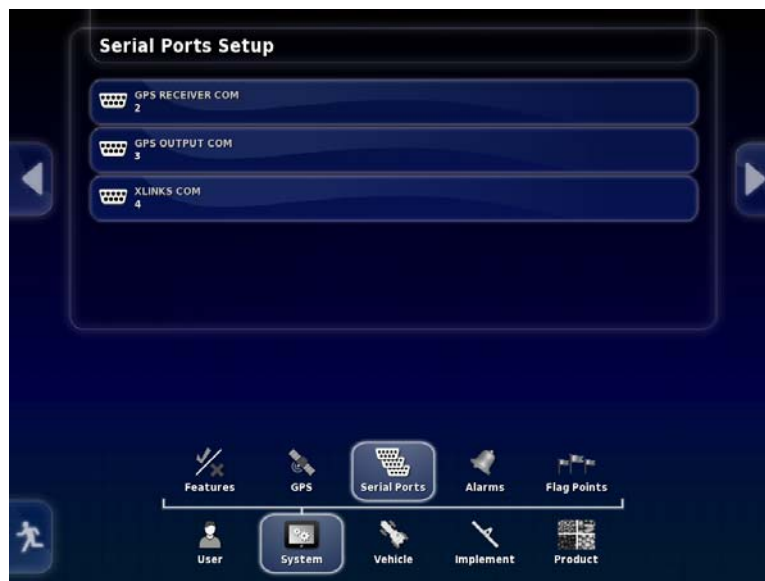 Serial Ports Setup
GPS RECEIVER COM
2
GPS OUTPUT COM
3
XLINKS COM
4
Features
GPS
Serial Ports
Alarms
Flag Points
User
System
Vehicle
Implement
Product